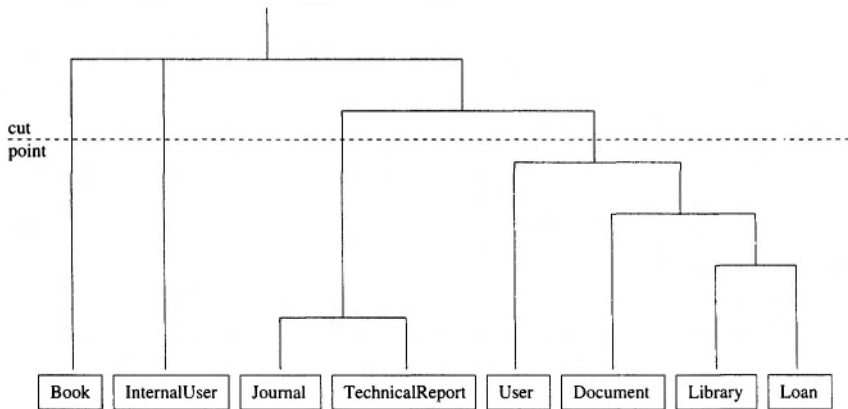 cut
point
Book InternalUser Journal TechnicalReport User Document Library Loan